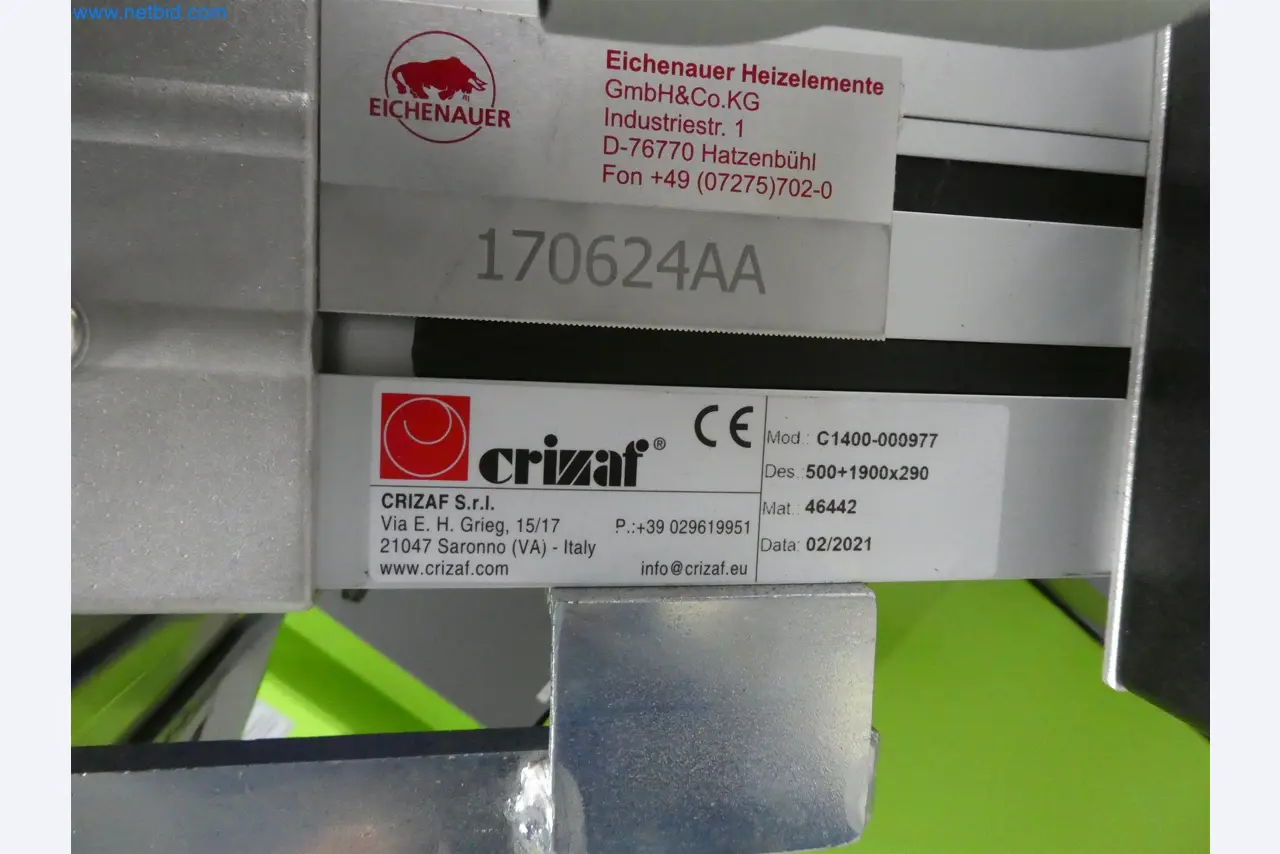 www.netbid.com
EICHENAUER
Eichenauer Heizelemente
GmbH&Co.KG
Industriestr. 1
D-76770 Hatzenbühl
Fon +49 (07275)702-0
170624AA
crizaf®
CE
CRIZAF S.r.l.
Via E. H. Grieg, 15/17 P.:+39 029619951
21047 Saronno (VA) - Italy
www.crizaf.com info@crizaf.eu
Mod.: C1400-000977
Des.: 500+1900x290
Mat.: 46442
Data: 02/2021